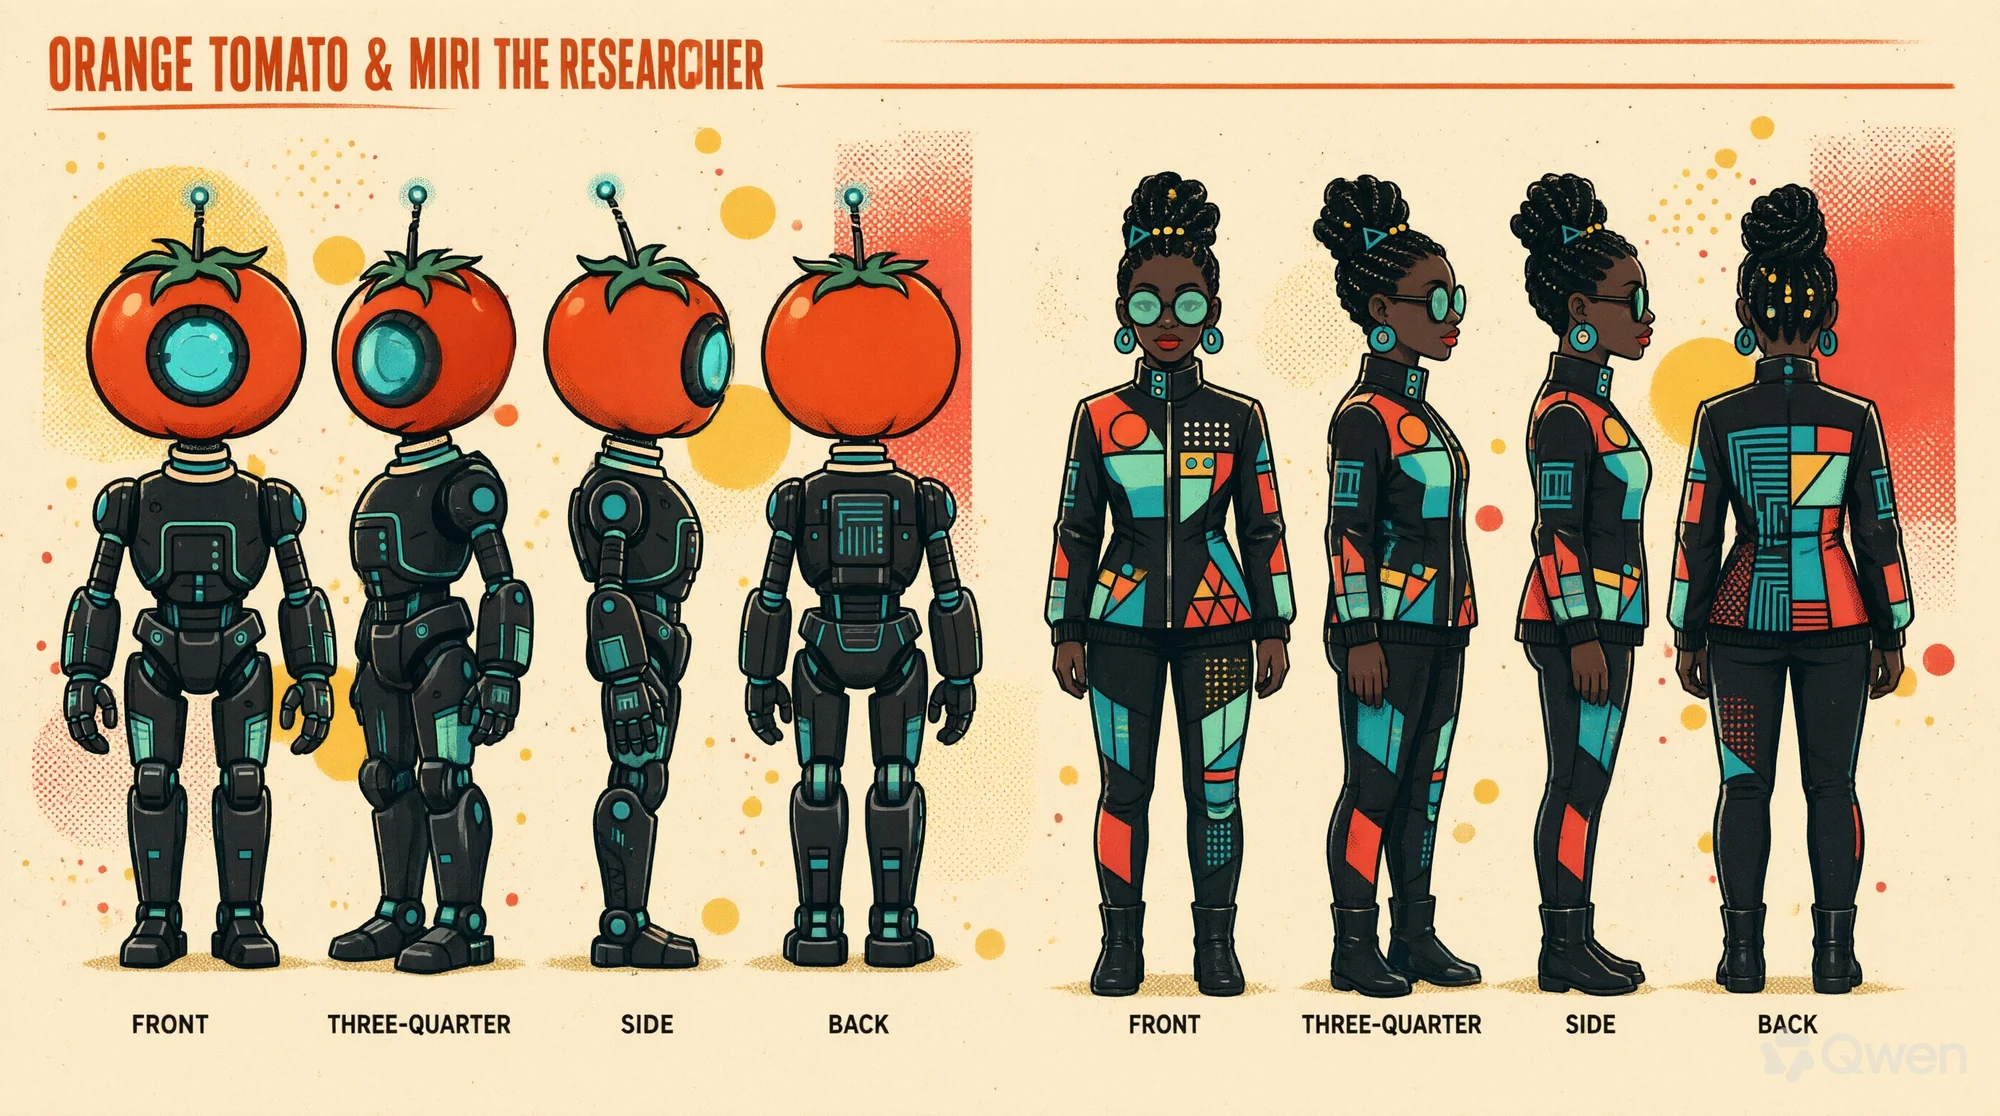 ORANGE TOMATO & MIRI THE RESEARCHER
FRONT THREE-QUARTER SIDE BACK FRONT THREE-QUARTER SIDE BACK
Qwen